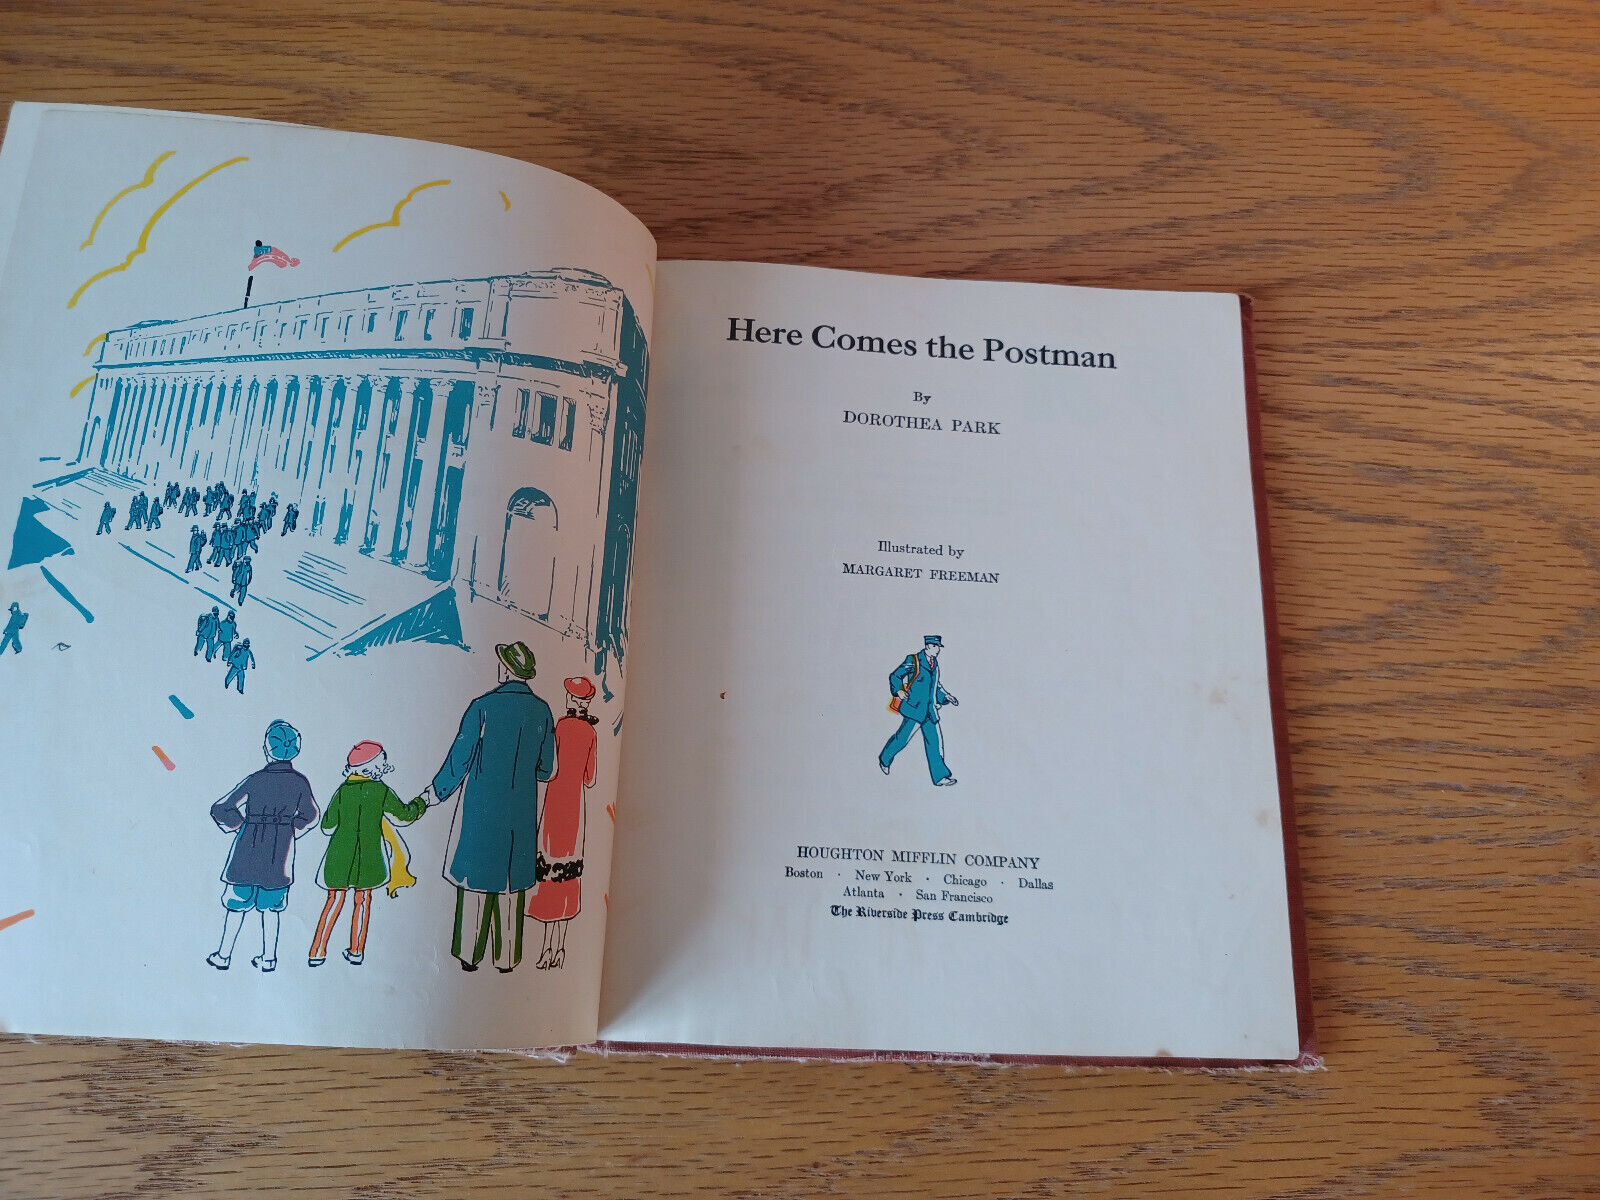 Here Comes the Postman
By
DOROTHEA PARK
Illustrated by
MARGARET FREEMAN
HOUGHTON MIFFLIN COMPANY
Boston · New York · Chicago · Dallas
Atlanta · San Francisco
The Riverside Press Cambridge